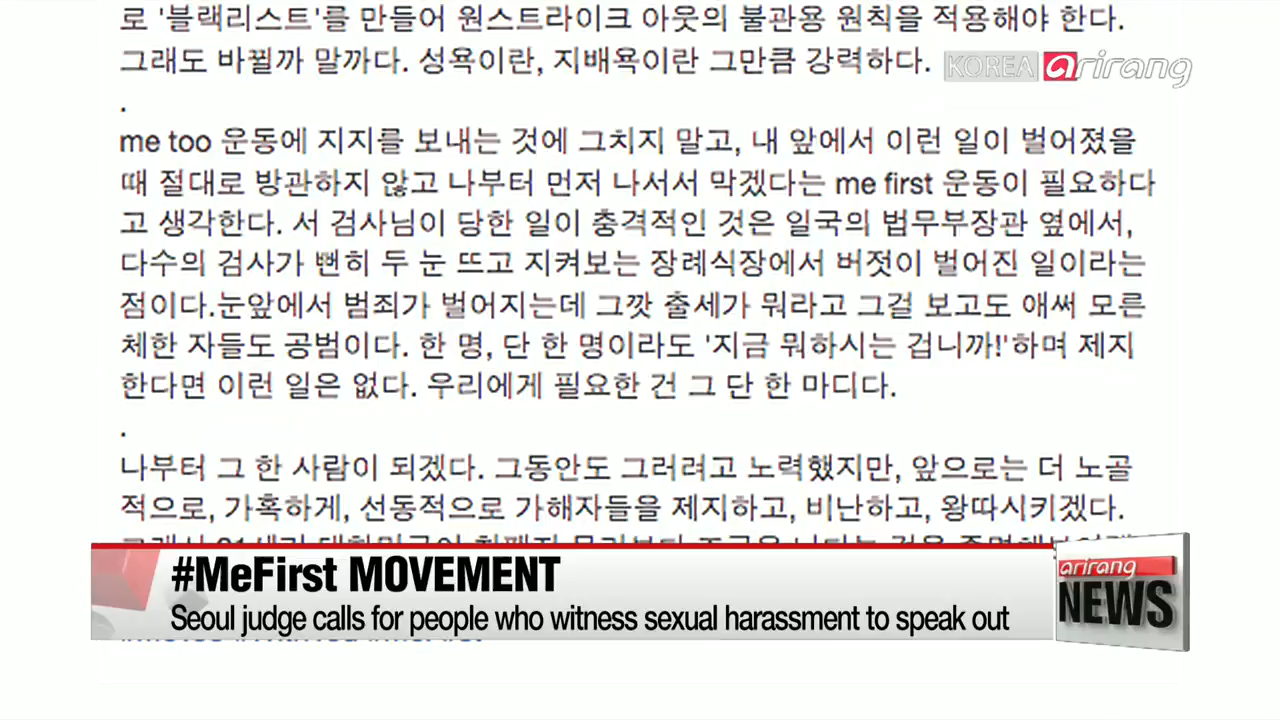 로 '블랙리스트'를 만들어 원스트라이크 아웃의 불관용 원칙을 적용해야 한다.
그래도 바뀔까 말까다. 성욕이란, 지배욕이란 그만큼 강력하다.
KOREA arirang
.
me too 운동에 지지를 보내는 것에 그치지 말고, 내 앞에서 이런 일이 벌어졌을
때 절대로 방관하지 않고 나부터 먼저 나서서 막겠다는 me first 운동이 필요하다
고 생각한다. 서 검사님이 당한 일이 충격적인 것은 일국의 법무부장관 옆에서,
다수의 검사가 뻔히 두 눈 뜨고 지켜보는 장례식장에서 버젓이 벌어진 일이라는
점이다.눈앞에서 범죄가 벌어지는데 그깟 출세가 뭐라고 그걸 보고도 애써 모른
체한 자들도 공범이다. 한 명, 단 한 명이라도 '지금 뭐하시는 겁니까!'하며 제지
한다면 이런 일은 없다. 우리에게 필요한 건 그 단 한 마디다.
.
나부터 그 한 사람이 되겠다. 그동안도 그러려고 노력했지만, 앞으로는 더 노골
적으로, 가혹하게, 선동적으로 가해자들을 제지하고, 비난하고, 왕따시키겠다.
#MeFirst MOVEMENT
Seoul judge calls for people who witness sexual harassment to speak out
arirang
NEWS